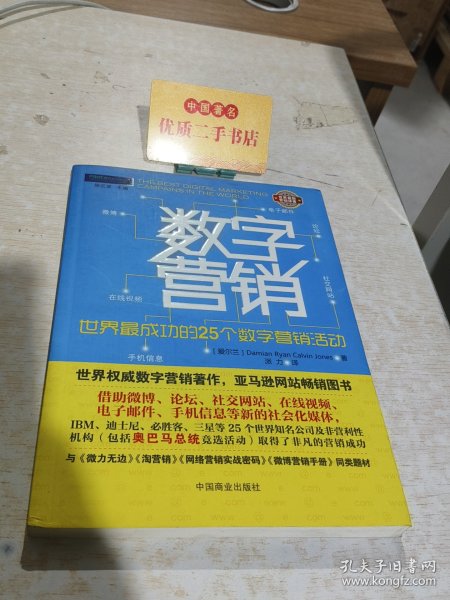 中国著名
优质二手书店
THE BEST DIGITAL MARKETING
CAMPAIGNS IN THE WORLD
电子邮件
微博
论坛
数字
营销
社交网站
在线视频
世界最成功的25个数字营销活动
手机信息
［爱尔兰］Damian Ryan Calvin Jones 著
派力 译
世界权威数字营销著作，亚马逊网站畅销图书
借助微博、论坛、社交网站、在线视频、
电子邮件、手机信息等新的社会化媒体，
IBM、迪士尼、必胜客、三星等 25 个世界知名公司及非营利性
机构（包括奥巴马总统竞选活动）取得了非凡的营销成功
与《微力无边》《淘营销》《网络营销实战密码》《微博营销手册》同类题材
中国商业出版社
孔夫子旧书网
www.kongfz.com